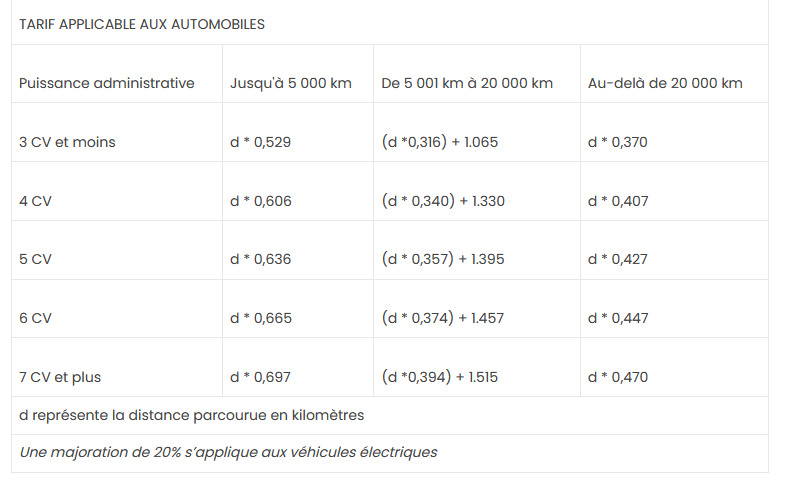 TARIF APPLICABLE AUX AUTOMOBILES
Puissance administrative Jusqu'à 5 000 km De 5 001 km à 20 000 km Au-delà de 20 000 km
3 CV et moins d * 0,529 (d *0,316) + 1.065 d * 0,370
4 CV d * 0,606 (d * 0,340) + 1.330 d * 0,407
5 CV d * 0,636 (d * 0,357) + 1.395 d * 0,427
6 CV d * 0,665 (d * 0,374) + 1.457 d * 0,447
7 CV et plus d * 0,697 (d *0,394) + 1.515 d * 0,470
d représente la distance parcourue en kilomètres
Une majoration de 20% s’applique aux véhicules électriques